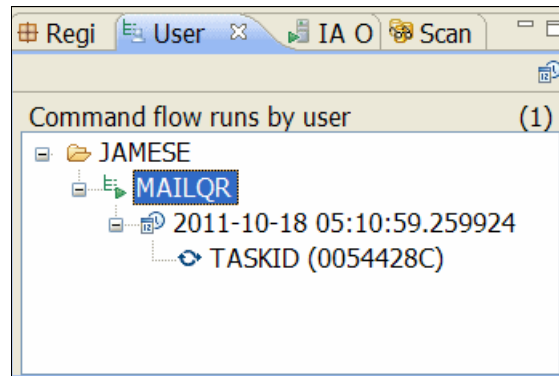 Regi User IA O Scan
Command flow runs by user (1)
JAMESE
MAILQR
2011-10-18 05:10:59.259924
TASKID (0054428C)